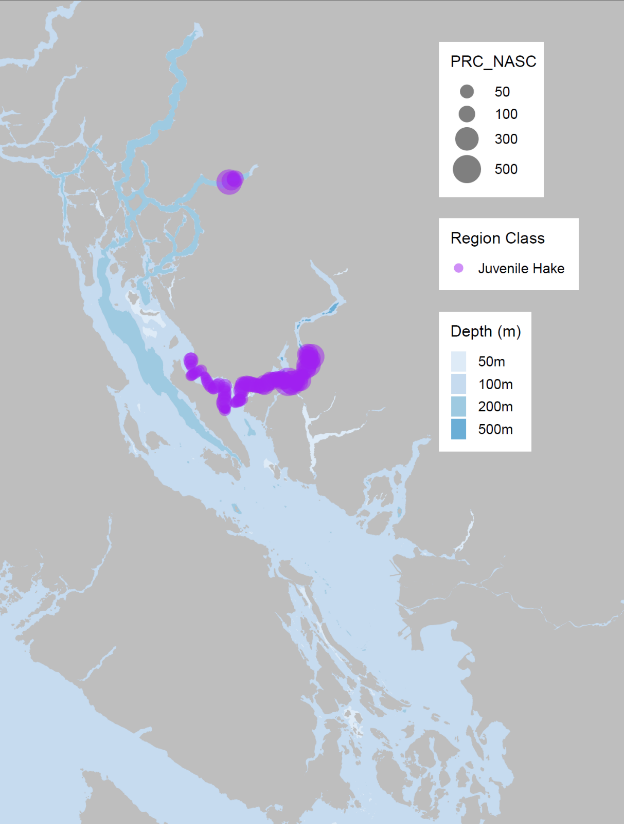 PRC_NASC
50
100
300
500
Region Class
Juvenile Hake
Depth (m)
50m
100m
200m
500m